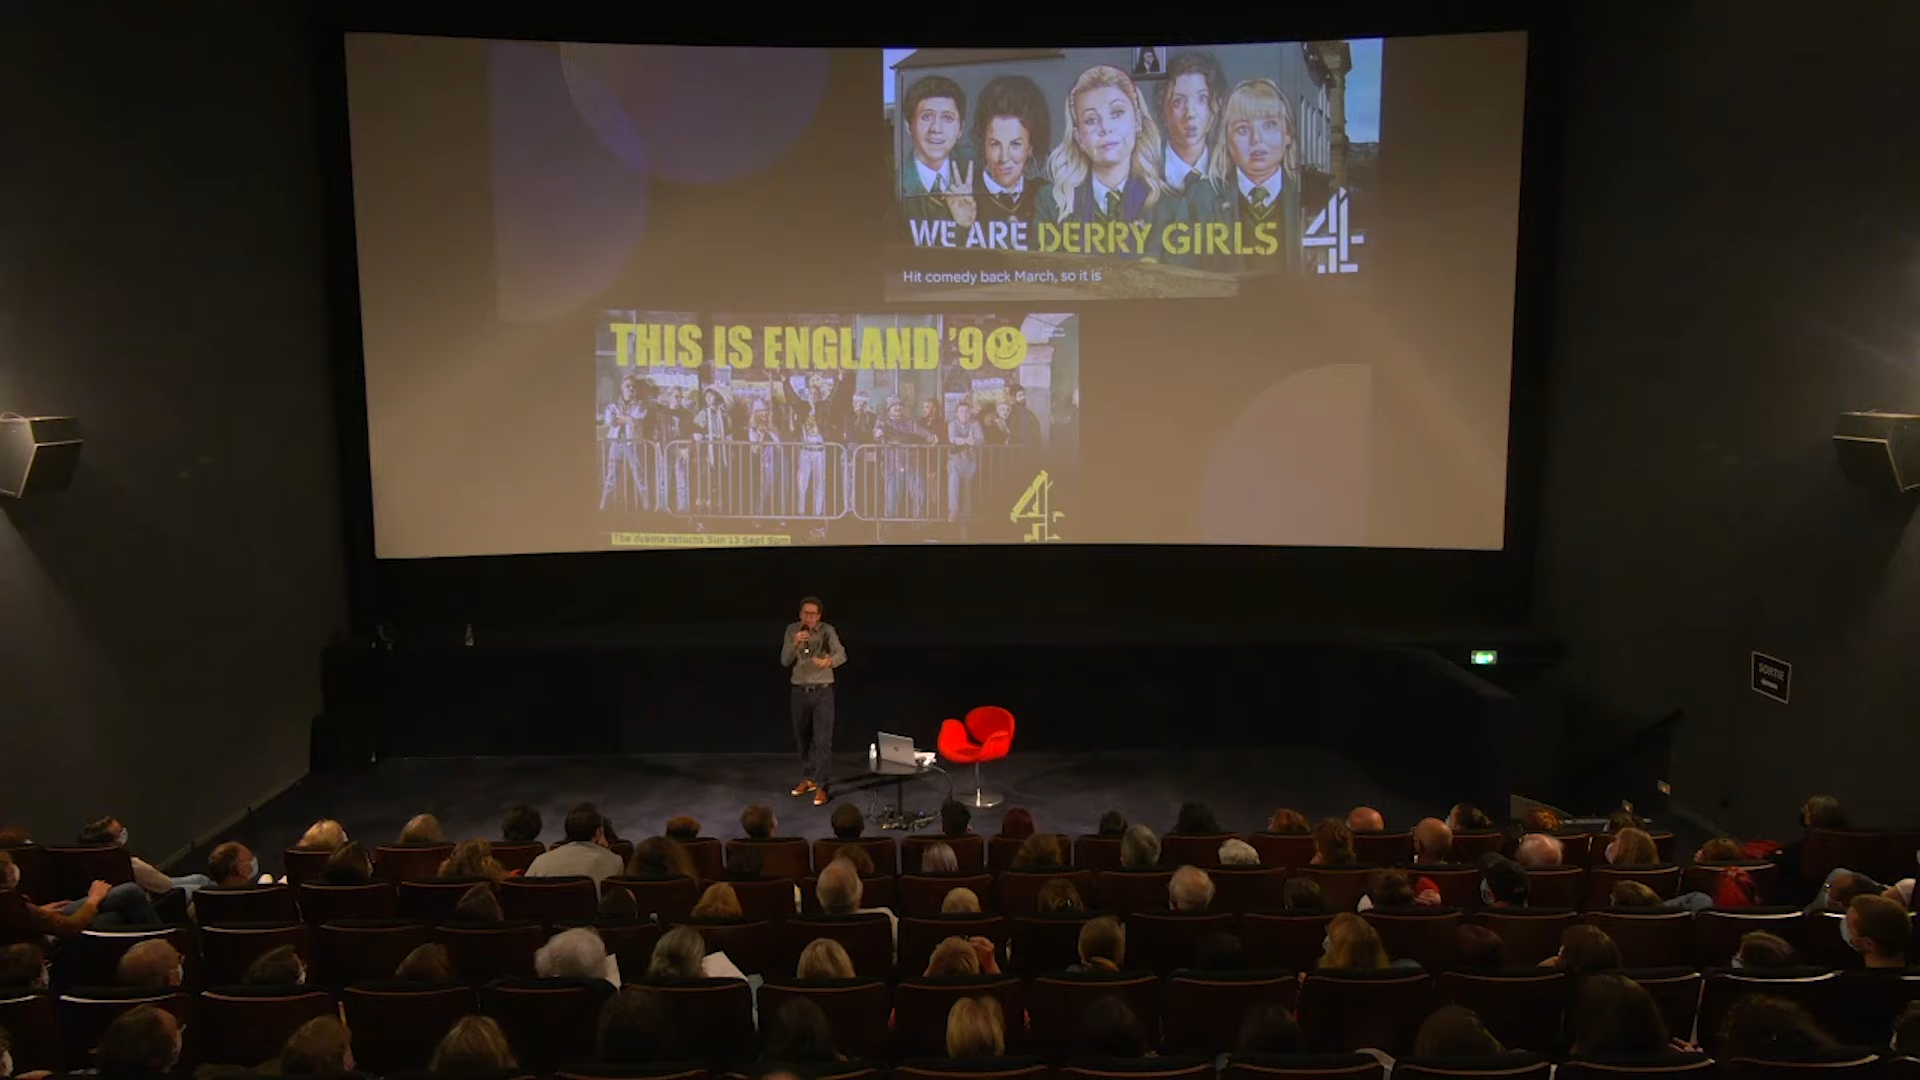 WE ARE DERRY GIRLS
4
Hit comedy back March, so it is
THIS IS ENGLAND '90
4
The drama returns Sun 13 Sept 9pm
SORTIE